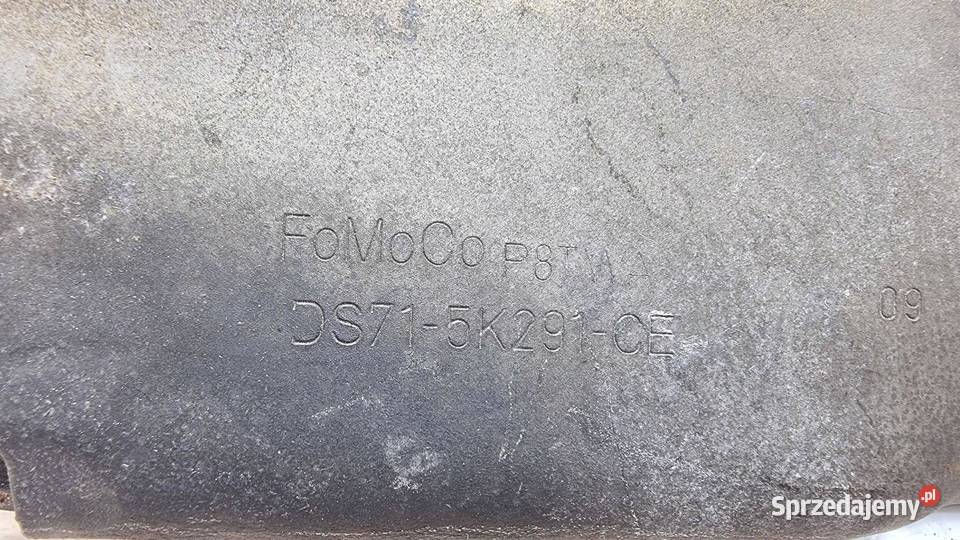 FoMoCo
DS71-5K291-CE
09
Sprzedajemy.pl